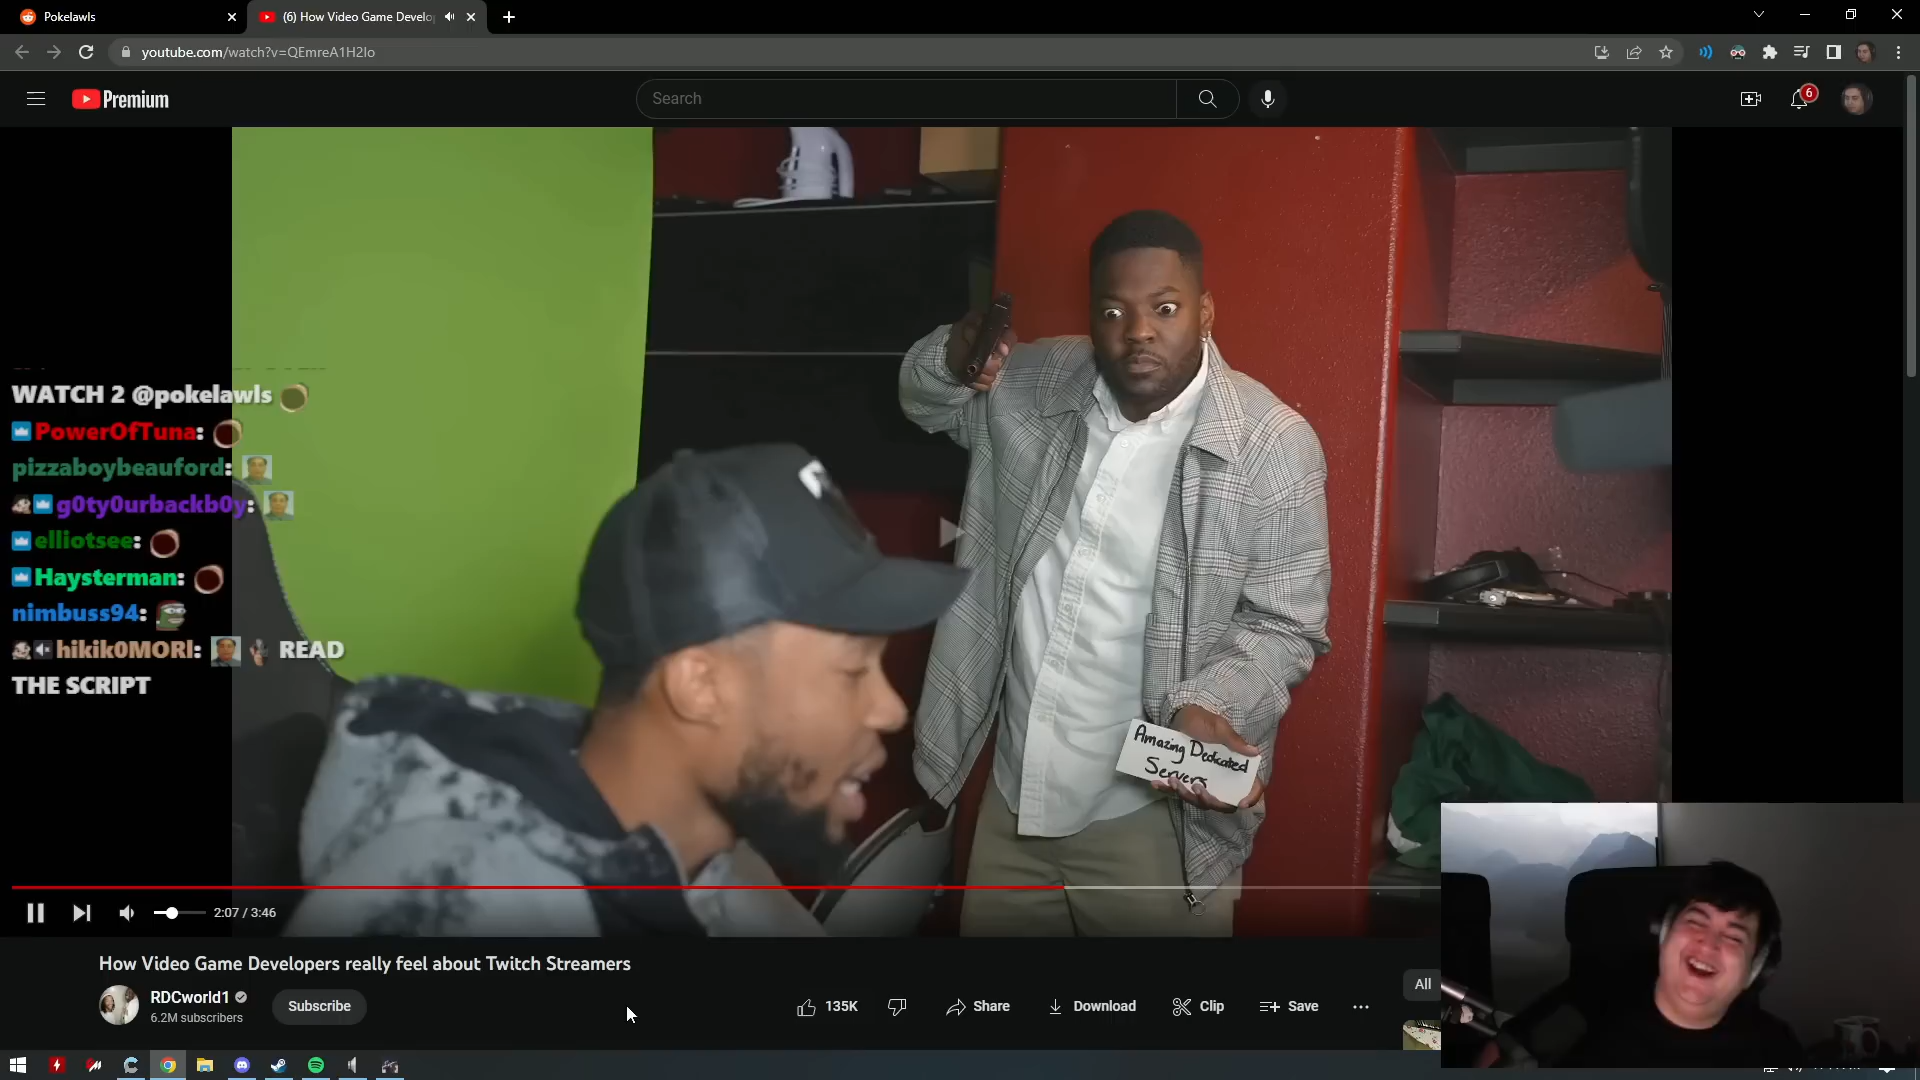 Pokelawls
(6) How Video Game Develo
youtube.com/watch?v=QEmreA1H2Io
Premium
Search
6
WATCH 2 @pokelawls
PowerOfTuna:
pizzaboybeauford:
g0ty0urbackb0y:
elliotsee:
Haysterman:
nimbuss94:
hikik0MORI: READ
THE SCRIPT
Amazing Dedicated
Servers
2:07 / 3:46
How Video Game Developers really feel about Twitch Streamers
RDCworld1
6.2M subscribers
Subscribe
135K
Share
Download
Clip
Save
All